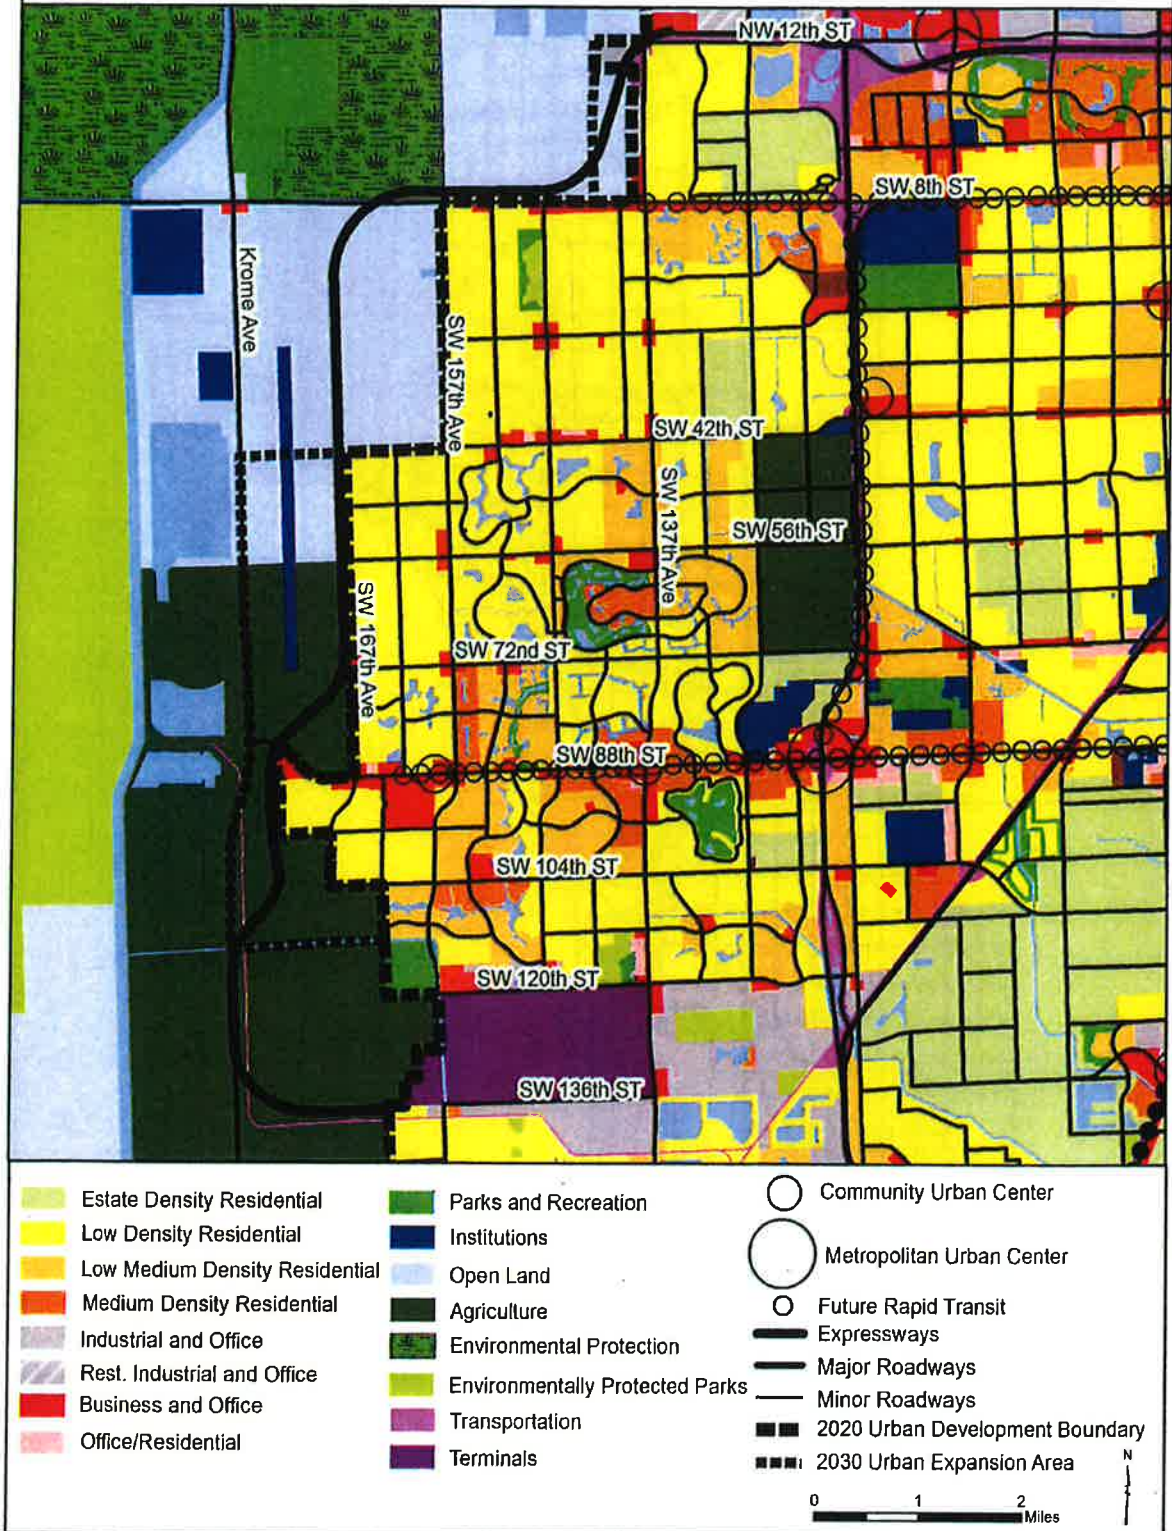 NW 12th ST
SW 8th ST
Krome Ave
SW 157th Ave
SW 42th ST
SW 137th Ave
SW 56th ST
SW 167th Ave
SW 72nd ST
SW 88th ST
SW 104th ST
SW 120th ST
SW 136th ST
Estate Density Residential
Low Density Residential
Low Medium Density Residential
Medium Density Residential
Industrial and Office
Rest. Industrial and Office
Business and Office
Office/Residential
Parks and Recreation
Institutions
Open Land
Agriculture
Environmental Protection
Environmentally Protected Parks
Transportation
Terminals
Community Urban Center
Metropolitan Urban Center
Future Rapid Transit
Expressways
Major Roadways
Minor Roadways
2020 Urban Development Boundary
2030 Urban Expansion Area
N
0 1 2
Miles